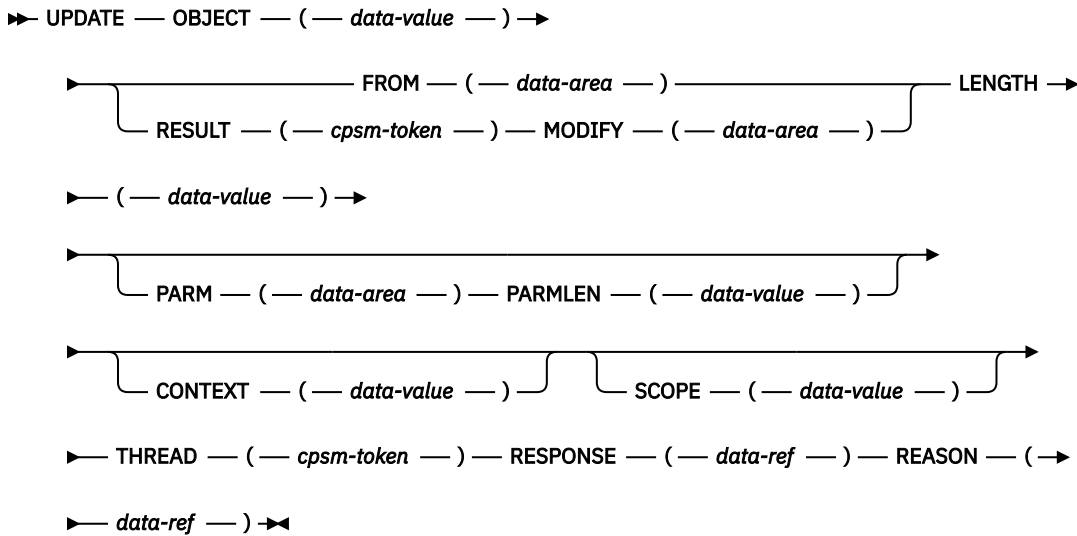 UPDATE OBJECT ( data-value )
FROM ( data-area ) LENGTH
RESULT ( cpsm-token ) MODIFY ( data-area )
( data-value )
PARM ( data-area ) PARMLEN ( data-value )
CONTEXT ( data-value ) SCOPE ( data-value )
THREAD ( cpsm-token ) RESPONSE ( data-ref ) REASON (
data-ref )